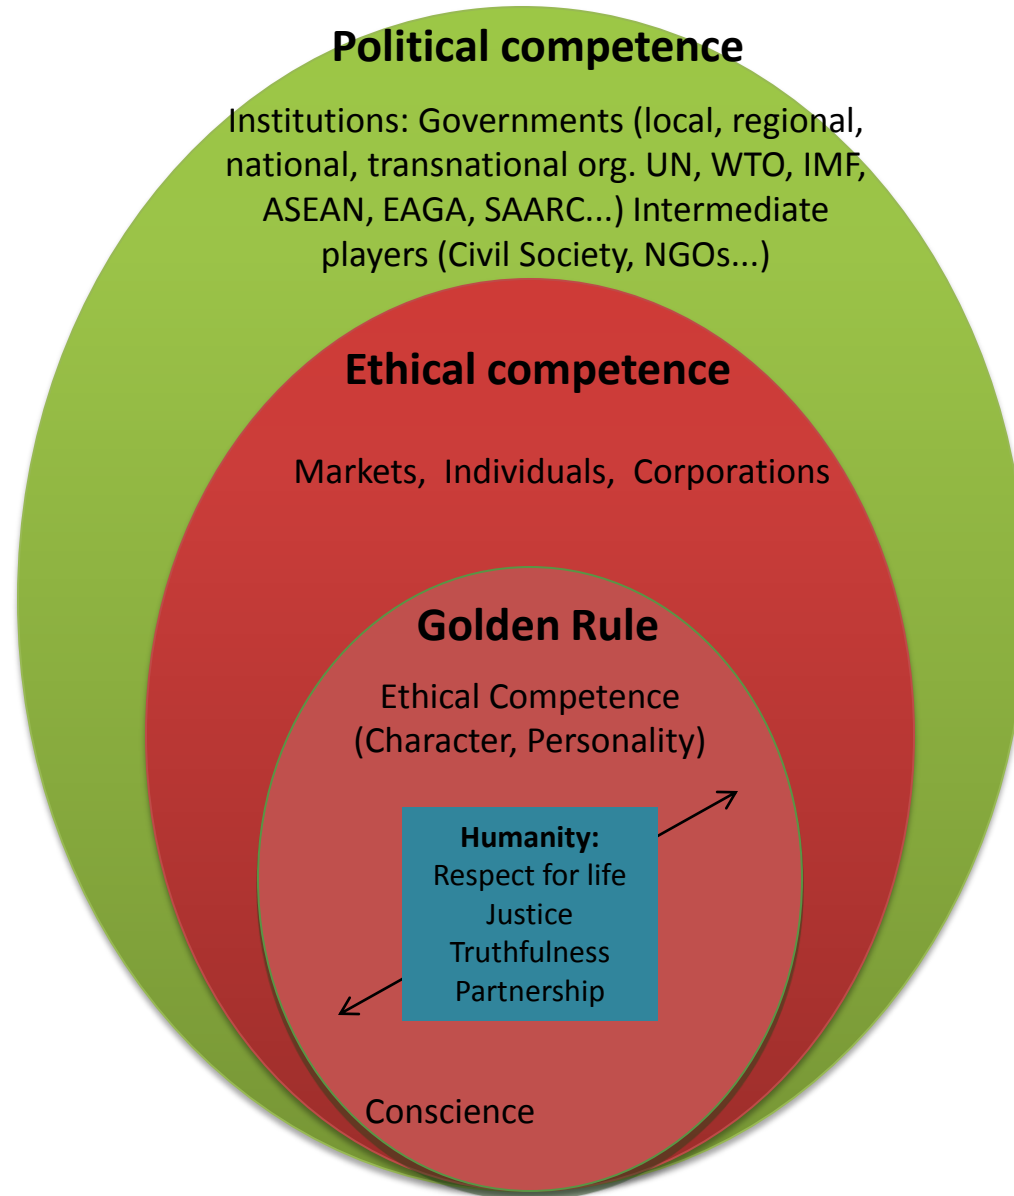 Political competence
Institutions: Governments (local, regional,
national, transnational org. UN, WTO, IMF,
ASEAN, EAGA, SAARC...) Intermediate
players (Civil Society, NGOs...)
Ethical competence
Markets, Individuals, Corporations
Golden Rule
Ethical Competence
(Character, Personality)
Humanity:
Respect for life
Justice
Truthfulness
Partnership
Conscience